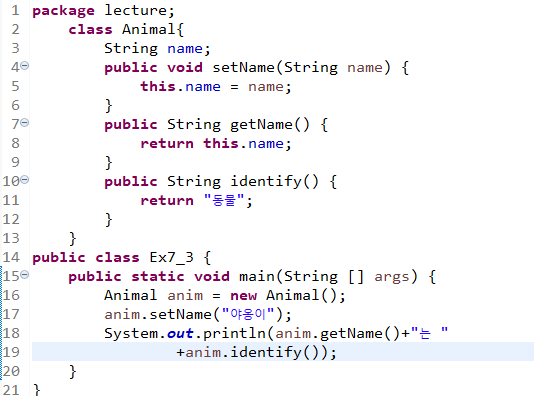 1 package lecture;
2     class Animal{
3         String name;
4         public void setName(String name) {
5             this.name = name;
6         }
7         public String getName() {
8             return this.name;
9         }
10         public String identify() {
11             return "동물";
12         }
13     }
14 public class Ex7_3 {
15     public static void main(String [] args) {
16         Animal anim = new Animal();
17         anim.setName("야옹이");
18         System.out.println(anim.getName()+"는 "
19                 +anim.identify());
20     }
21 }